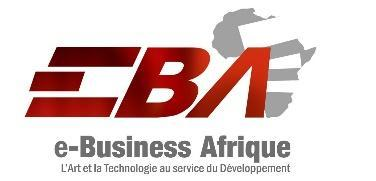 EBA
e-Business Afrique
L'Art et la Technologie au service du Développement